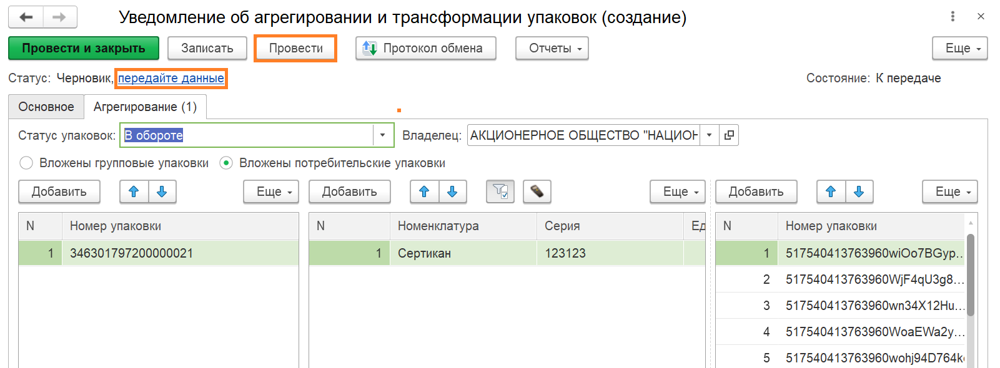 Уведомление об агрегировании и трансформации упаковок (создание)
Провести и закрыть Записать Провести Протокол обмена Отчеты Еще
Статус: Черновик, передайте данные Состояние: К передаче
Основное Агрегирование (1)
Статус упаковок: В обороте Владелец: АКЦИОНЕРНОЕ ОБЩЕСТВО "НАЦИОН
Вложены групповые упаковки Вложены потребительские упаковки
Добавить Еще Добавить Еще Добавить Еще
N Номер упаковки N Номенклатура Серия Ед N Номер упаковки
1 346301797200000021 1 Сертикан 123123 1 517540413763960wiOo7BGyp...
2 517540413763960WjF4qU3g8...
3 517540413763960wn34X12Hu...
4 517540413763960WoaEWa2y...
5 517540413763960wohj94D764k